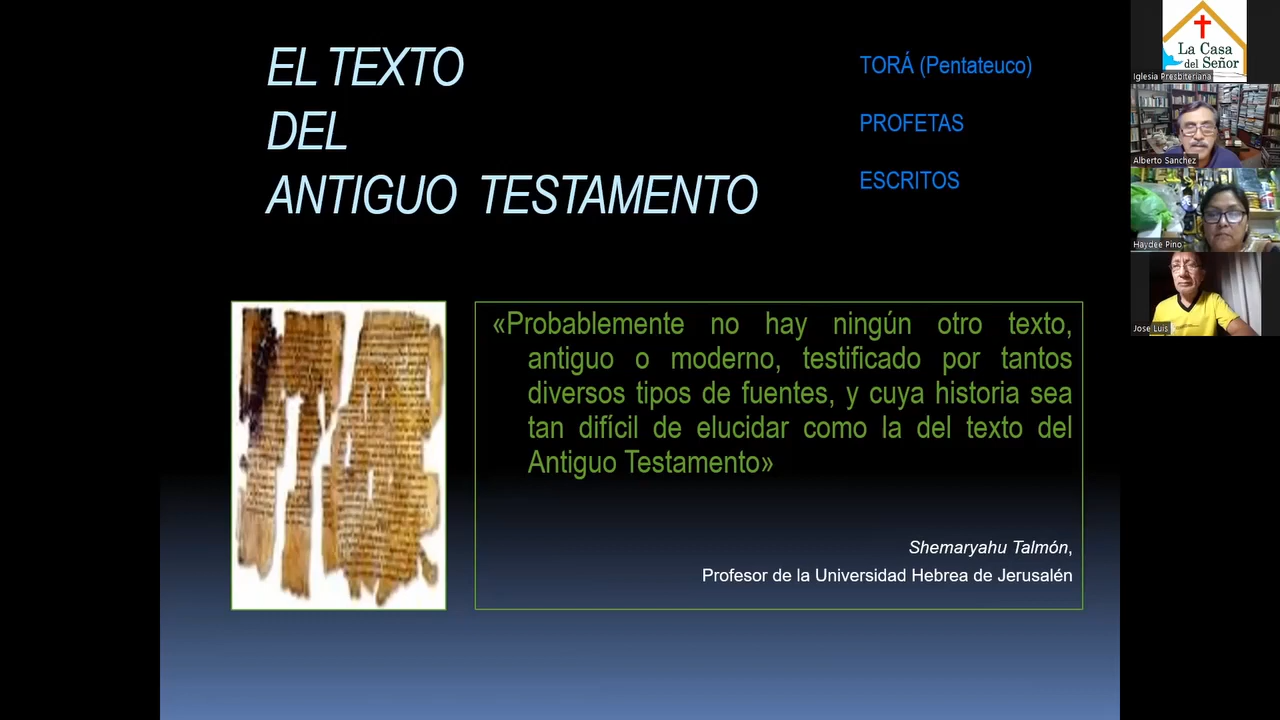 EL TEXTO
DEL
ANTIGUO TESTAMENTO
TORÁ (Pentateuco)
PROFETAS
ESCRITOS
«Probablemente no hay ningún otro texto,
antiguo o moderno, testificado por tantos
diversos tipos de fuentes, y cuya historia sea
tan difícil de elucidar como la del texto del
Antiguo Testamento»
Shemaryahu Talmón,
Profesor de la Universidad Hebrea de Jerusalén
La Casa
del Señor
Iglesia Presbiteriana
Alberto Sanchez
Haydee Pino
Jose Luis